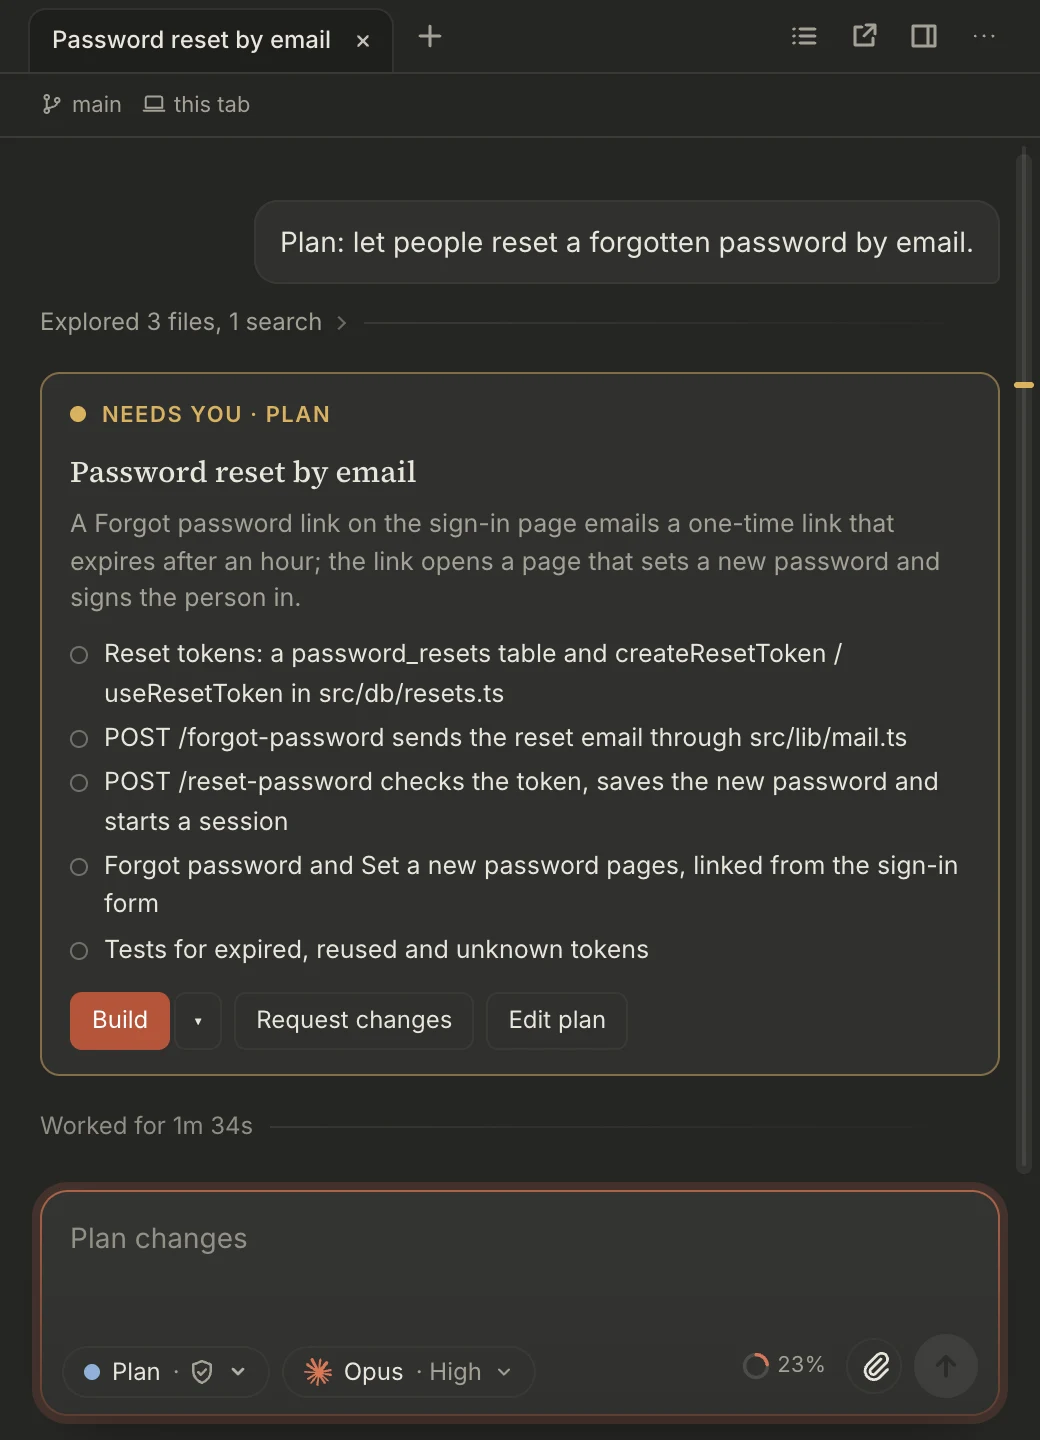 Password reset by email
main this tab
Plan: let people reset a forgotten password by email.
Explored 3 files, 1 search
NEEDS YOU · PLAN
Password reset by email
A Forgot password link on the sign-in page emails a one-time link that
expires after an hour; the link opens a page that sets a new password and
signs the person in.
Reset tokens: a password_resets table and createResetToken /
useResetToken in src/db/resets.ts
POST /forgot-password sends the reset email through src/lib/mail.ts
POST /reset-password checks the token, saves the new password and
starts a session
Forgot password and Set a new password pages, linked from the sign-in
form
Tests for expired, reused and unknown tokens
Build Request changes Edit plan
Worked for 1m 34s
Plan changes
Plan · Opus · High 23%